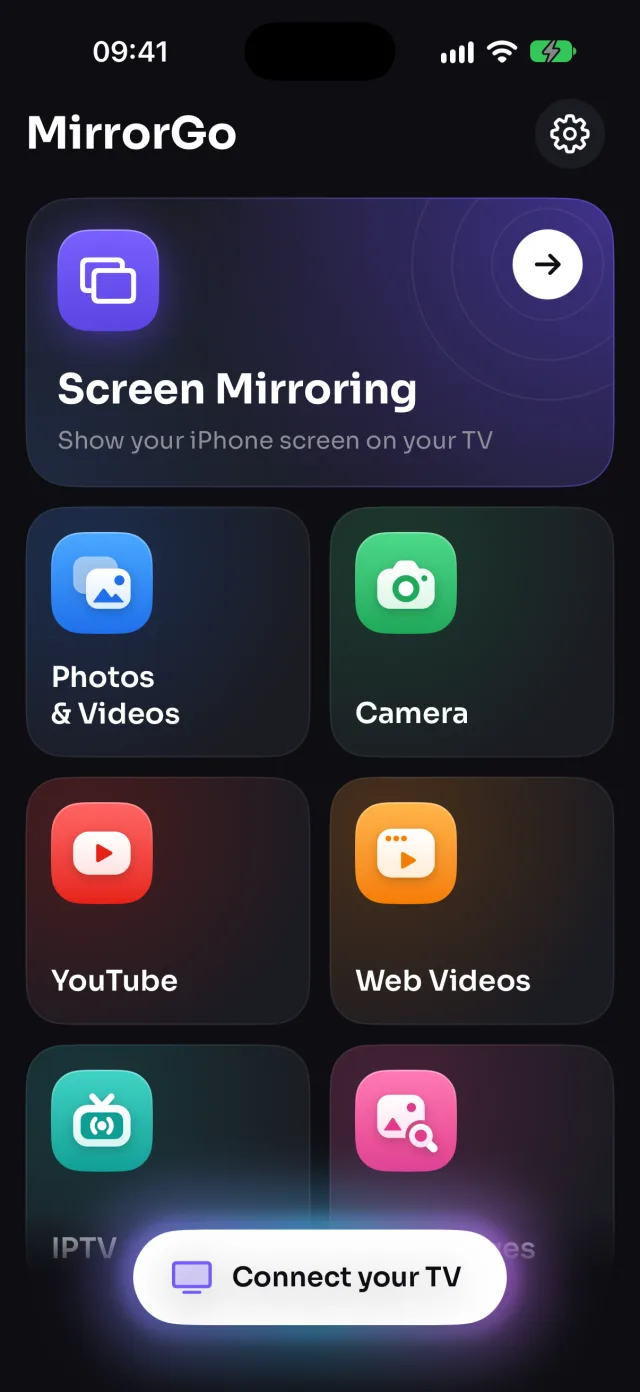 09:41
MirrorGo
Screen Mirroring
Show your iPhone screen on your TV
Photos
& Videos
Camera
YouTube
Web Videos
IPTV
Connect your TV